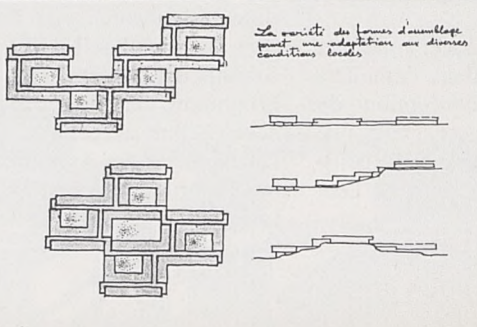 La variété des formes d'assemblage
permet une adaptation aux diverses
conditions locales